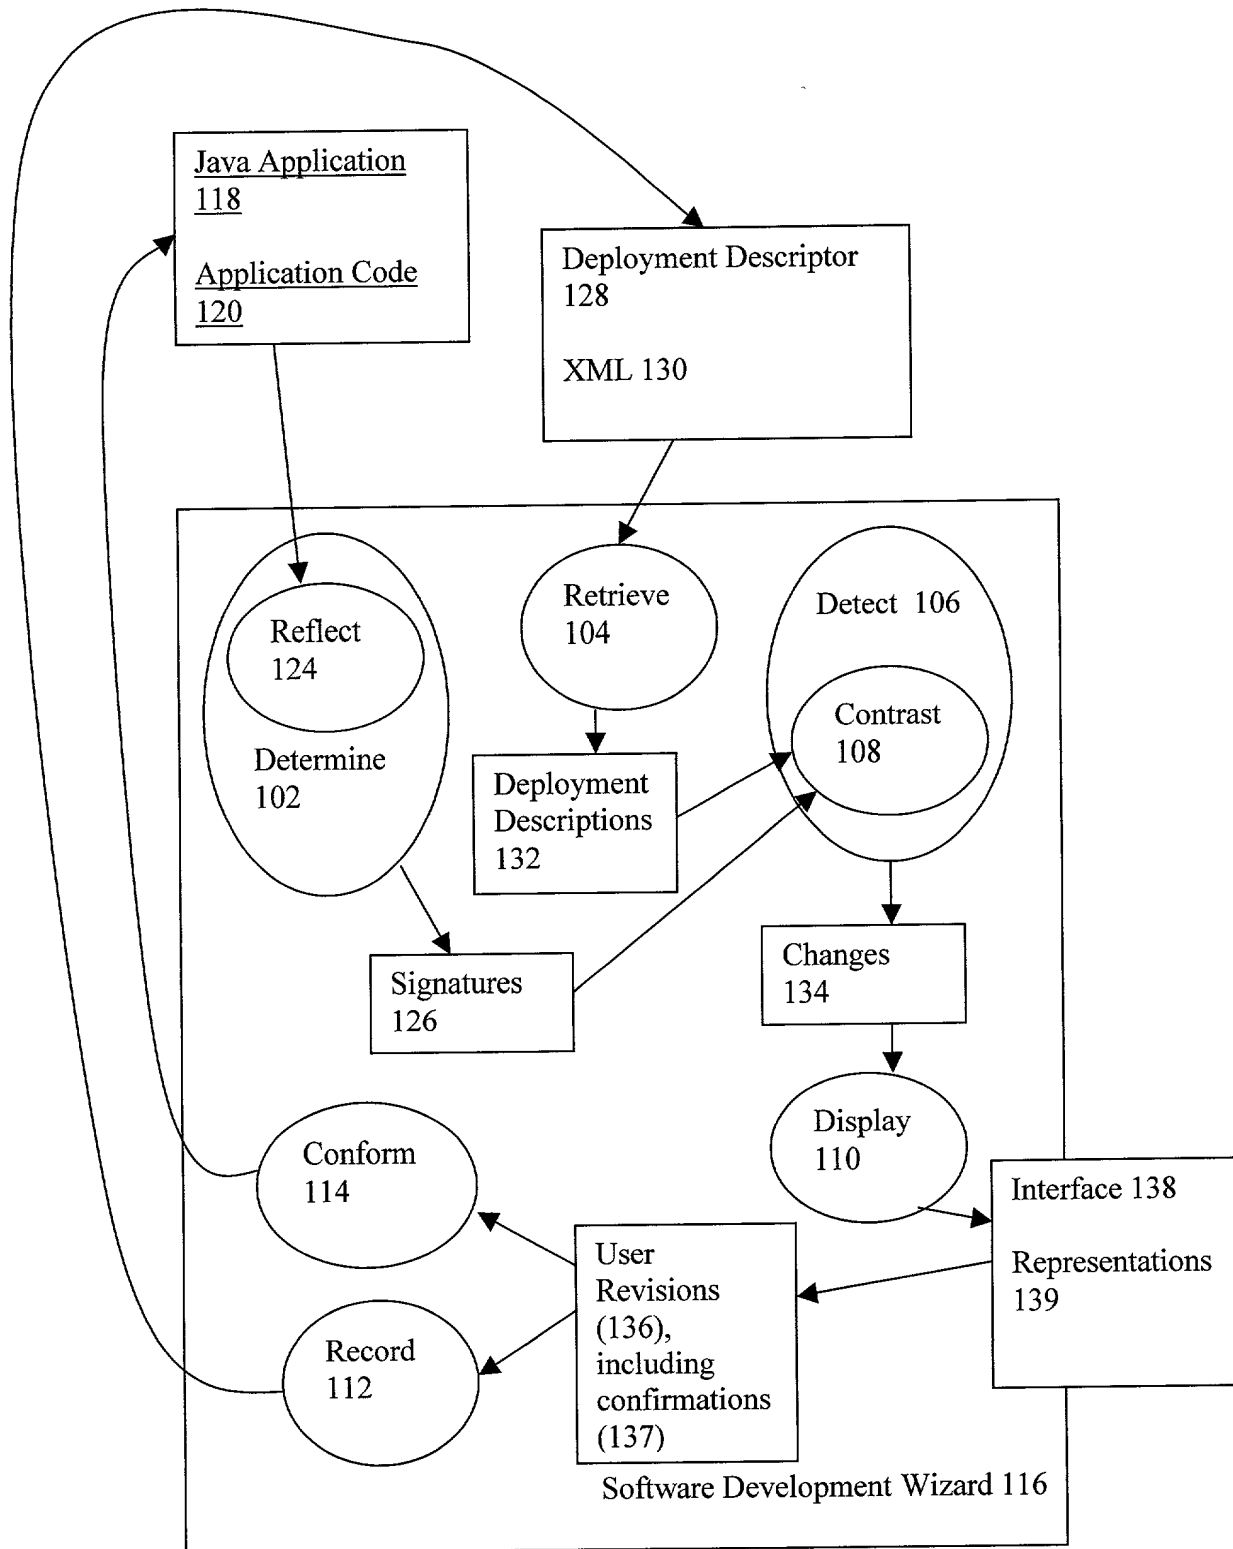 Java Application
118
Application Code
120
Deployment Descriptor
128
XML 130
Reflect
124
Determine
102
Retrieve
104
Detect 106
Contrast
108
Deployment
Descriptions
132
Signatures
126
Changes
134
Display
110
Conform
114
Record
112
User
Revisions
(136),
including
confirmations
(137)
Interface 138
Representations
139
Software Development Wizard 116